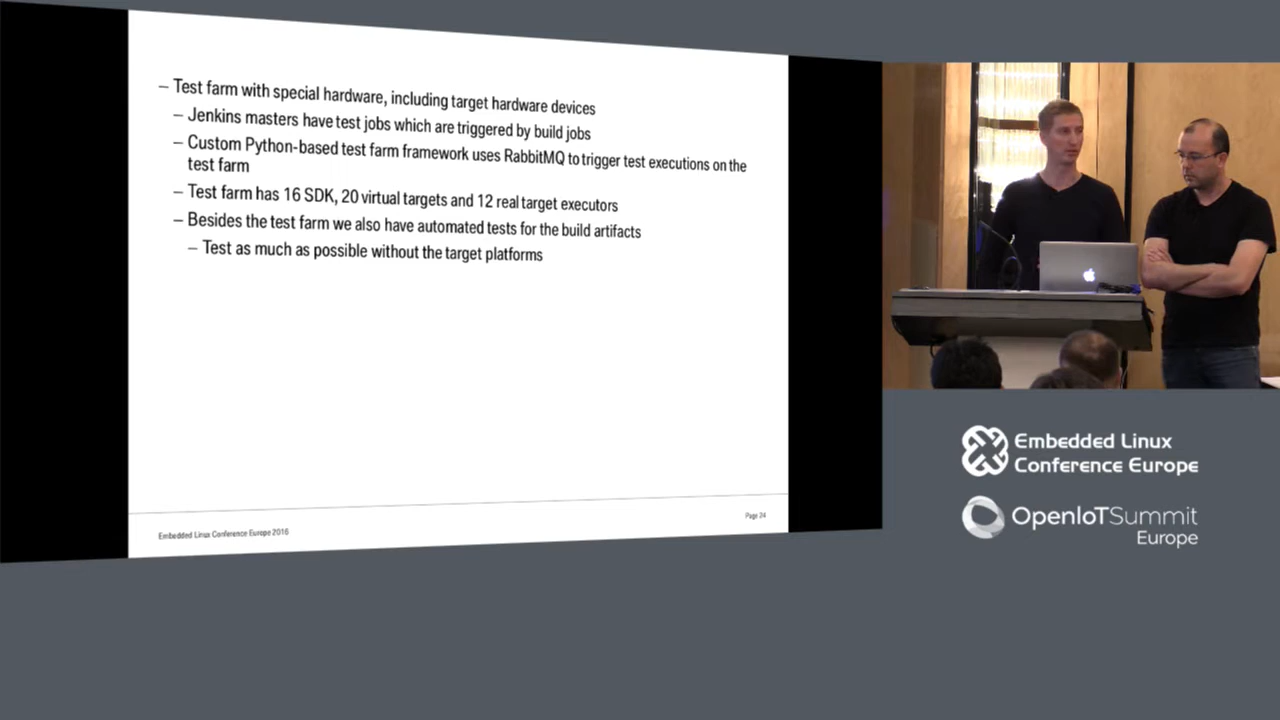 – Test farm with special hardware, including target hardware devices
– Jenkins masters have test jobs which are triggered by build jobs
– Custom Python-based test farm framework uses RabbitMQ to trigger test executions on the
test farm
– Test farm has 16 SDK, 20 virtual targets and 12 real target executors
– Besides the test farm we also have automated tests for the build artifacts
– Test as much as possible without the target platforms
Embedded Linux Conference Europe 2016
Page 24
Embedded Linux
Conference Europe
OpenIoTSummit
Europe